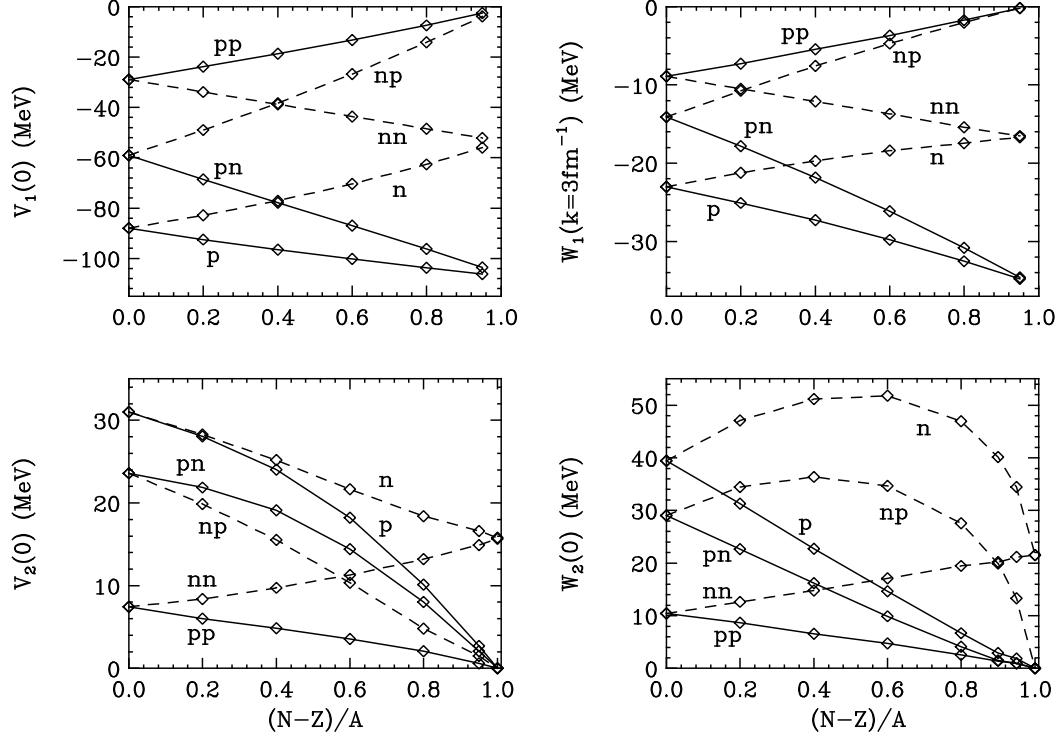 V₁(0) (MeV)
0
−20
−40
−60
−80
−100
pp
np
nn
pn
n
p
0.0 0.2 0.4 0.6 0.8 1.0
W₁(k=3fm⁻¹) (MeV)
0
−10
−20
−30
pp
np
nn
pn
n
p
0.0 0.2 0.4 0.6 0.8 1.0
V₂(0) (MeV)
30
20
10
0
pn
n
np
p
nn
pp
0.0 0.2 0.4 0.6 0.8 1.0
(N−Z)/A
W₂(0) (MeV)
50
40
30
20
10
0
n
np
p
pn
nn
pp
0.0 0.2 0.4 0.6 0.8 1.0
(N−Z)/A